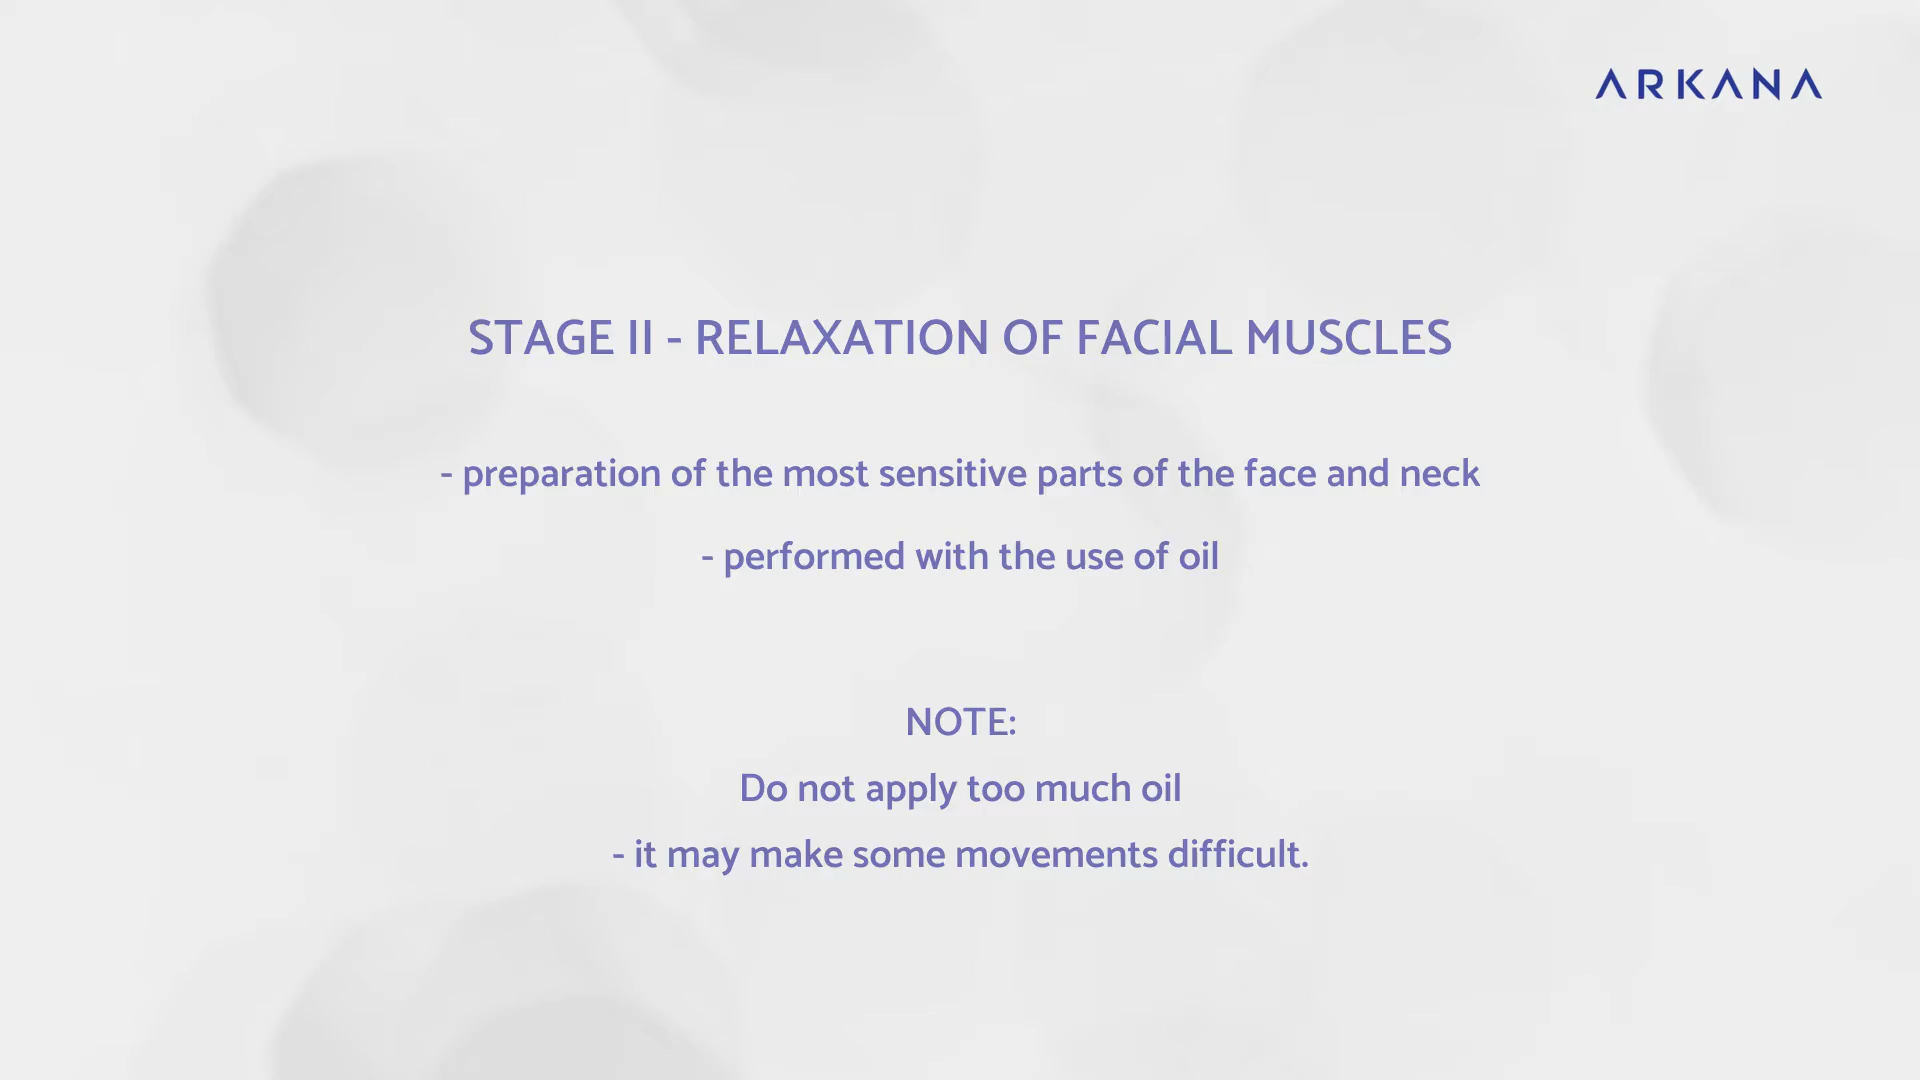 ARKANA
STAGE II - RELAXATION OF FACIAL MUSCLES
- preparation of the most sensitive parts of the face and neck
- performed with the use of oil
NOTE:
Do not apply too much oil
- it may make some movements difficult.